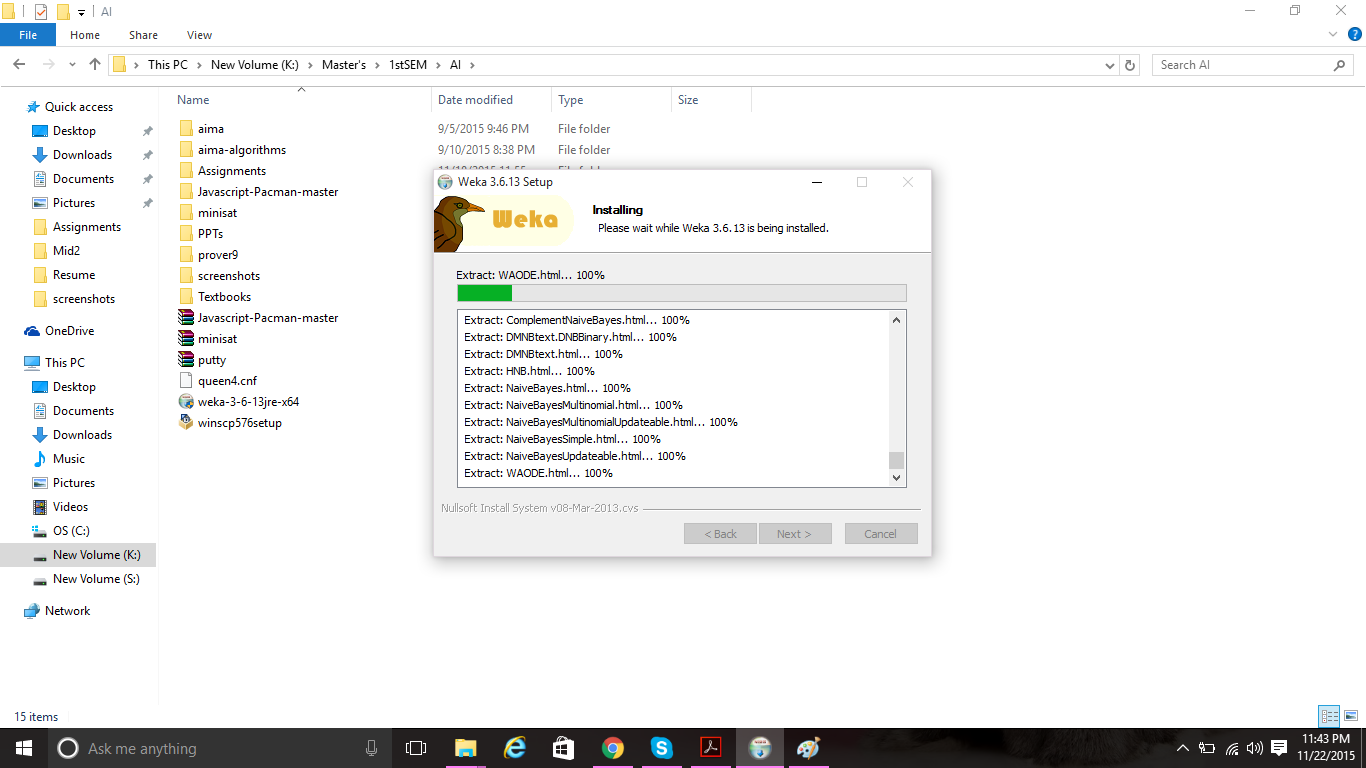 AI
File Home Share View
This PC New Volume (K:) Master's 1stSEM AI Search AI
Name Date modified Type Size
Quick access
Desktop
Downloads
Documents
Pictures
Assignments
Mid2
Resume
screenshots
OneDrive
This PC
Desktop
Documents
Downloads
Music
Pictures
Videos
OS (C:)
New Volume (K:)
New Volume (S:)
Network
aima 9/5/2015 9:46 PM File folder
aima-algorithms 9/10/2015 8:38 PM File folder
Assignments
Javascript-Pacman-master
minisat
PPTs
prover9
screenshots
Textbooks
Javascript-Pacman-master
minisat
putty
queen4.cnf
weka-3-6-13jre-x64
winscp576setup
Weka 3.6.13 Setup
Weka
Installing
Please wait while Weka 3.6.13 is being installed.
Extract: WAODE.html... 100%
Extract: ComplementNaiveBayes.html... 100%
Extract: DMNBtext.DNBBinary.html... 100%
Extract: DMNBtext.html... 100%
Extract: HNB.html... 100%
Extract: NaiveBayes.html... 100%
Extract: NaiveBayesMultinomial.html... 100%
Extract: NaiveBayesMultinomialUpdateable.html... 100%
Extract: NaiveBayesSimple.html... 100%
Extract: NaiveBayesUpdateable.html... 100%
Extract: WAODE.html... 100%
Nullsoft Install System v08-Mar-2013.cvs
< Back Next > Cancel
15 items
Ask me anything
11:43 PM
11/22/2015